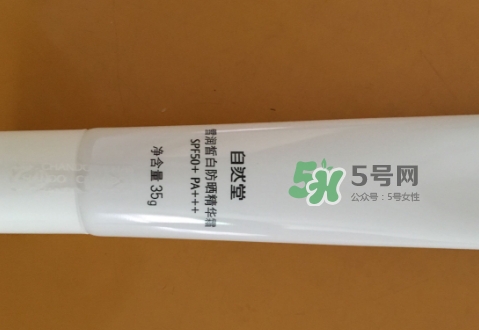 自然堂
雪润皙白防晒精华霜
SPF50+ PA+++
净含量 35g
5号网
公众号：5号女性